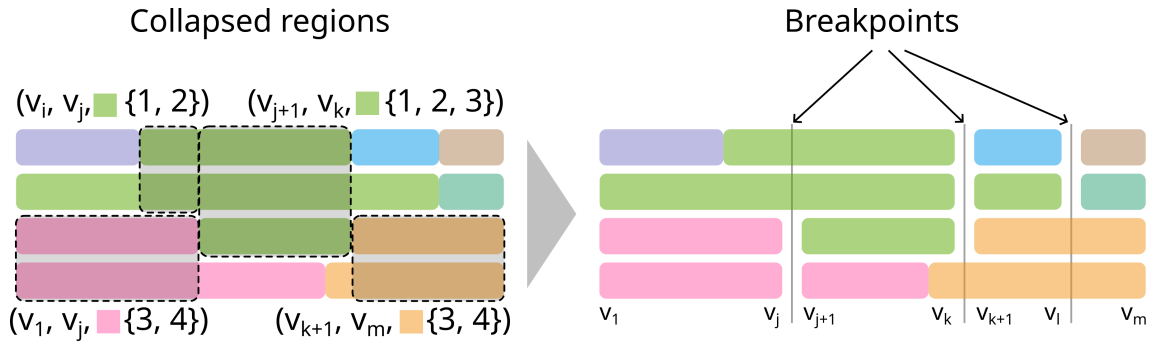 Collapsed regions
Breakpoints
(vi, vj, {1, 2})
(vj+1, vk, {1, 2, 3})
(v1, vj, {3, 4})
(vk+1, vm, {3, 4})
v1 vj vj+1 vk vk+1 vl vm